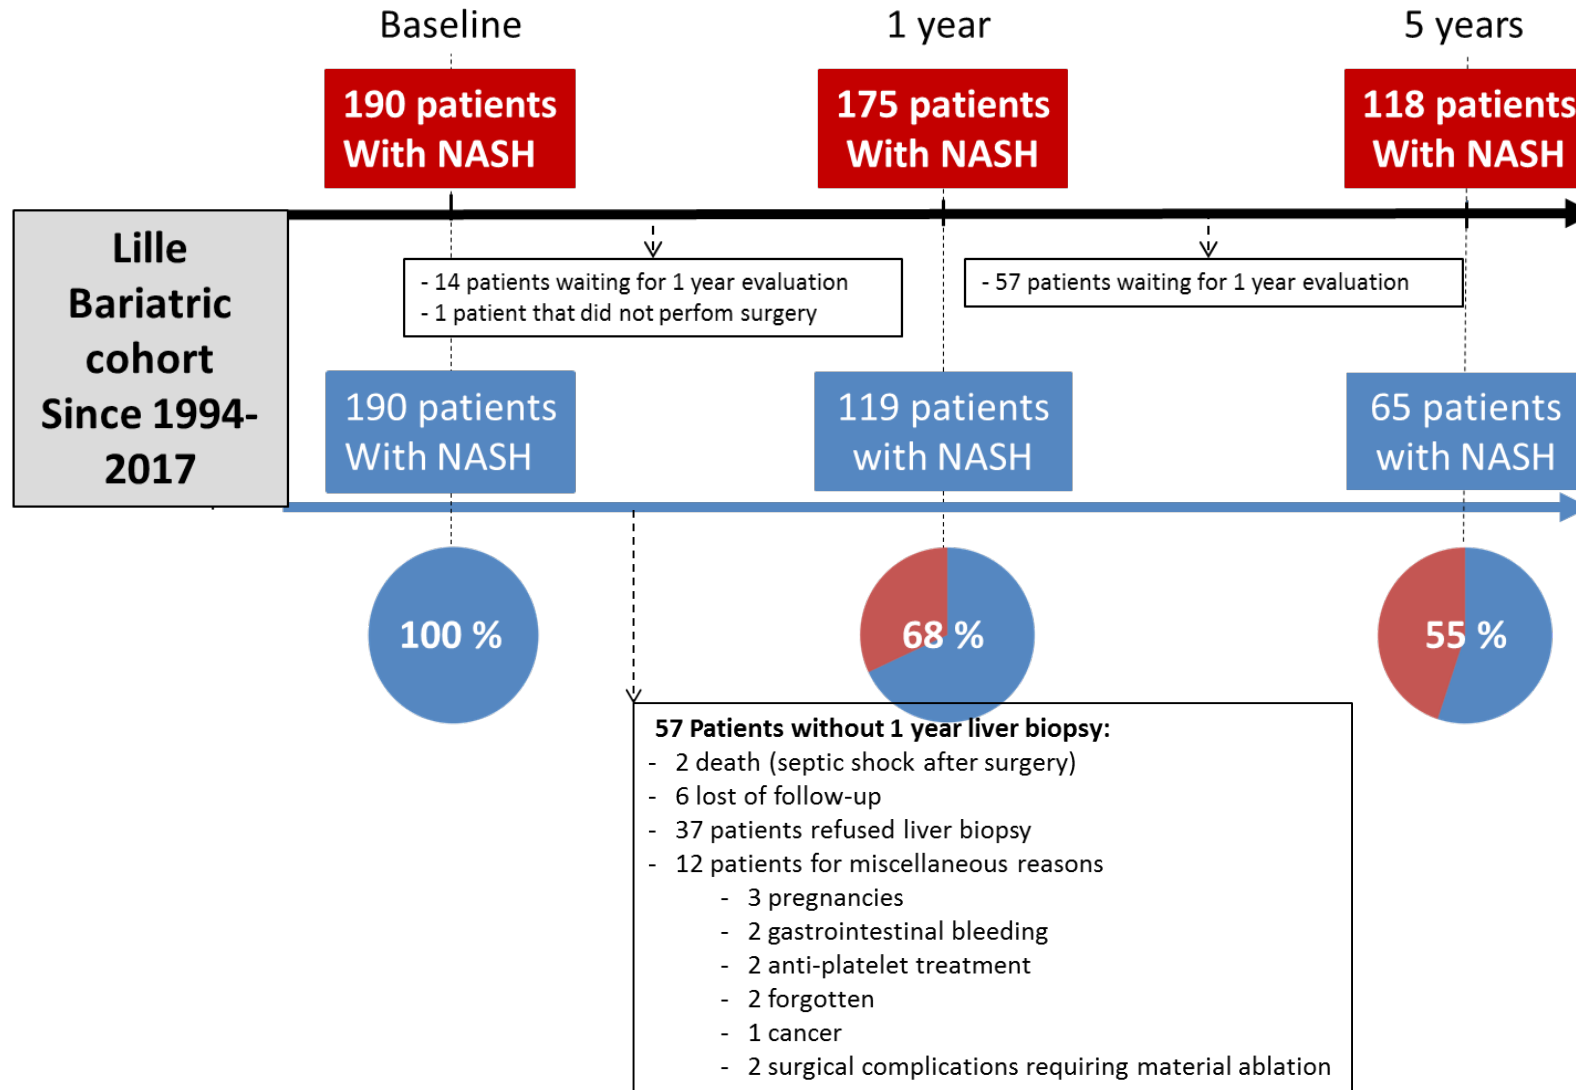 Baseline
1 year
5 years
190 patients
With NASH
175 patients
With NASH
118 patients
With NASH
Lille
Bariatric
cohort
Since 1994-
2017
- 14 patients waiting for 1 year evaluation
- 1 patient that did not perfom surgery
- 57 patients waiting for 1 year evaluation
190 patients
With NASH
119 patients
with NASH
65 patients
with NASH
100 %
68 %
55 %
57 Patients without 1 year liver biopsy:
- 2 death (septic shock after surgery)
- 6 lost of follow-up
- 37 patients refused liver biopsy
- 12 patients for miscellaneous reasons
- 3 pregnancies
- 2 gastrointestinal bleeding
- 2 anti-platelet treatment
- 2 forgotten
- 1 cancer
- 2 surgical complications requiring material ablation